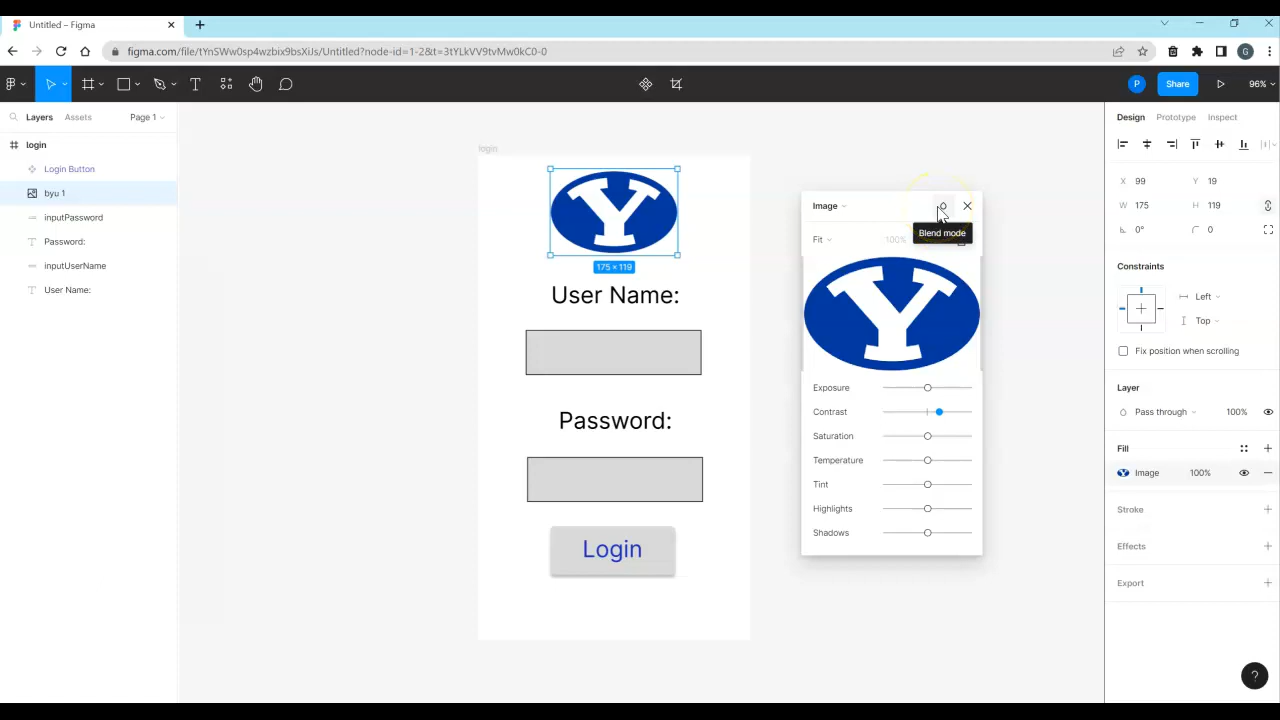 Untitled – Figma
figma.com/file/tYnSWw0sp4wzbix9bsXiJs/Untitled?node-id=1-2&t=3tYLkVV9tvMw0kC0-0
G
P
Share
96%
Layers
Assets
Page 1
login
Login Button
byu 1
inputPassword
Password:
inputUserName
User Name:
login
Y
175 × 119
User Name:
Password:
Login
Image
Blend mode
Fit
100%
Y
Exposure
Contrast
Saturation
Temperature
Tint
Highlights
Shadows
Design
Prototype
Inspect
X 99
Y 19
W 175
H 119
0°
0
Constraints
Left
Top
Fix position when scrolling
Layer
Pass through
100%
Fill
Image
100%
Stroke
Effects
Export
?